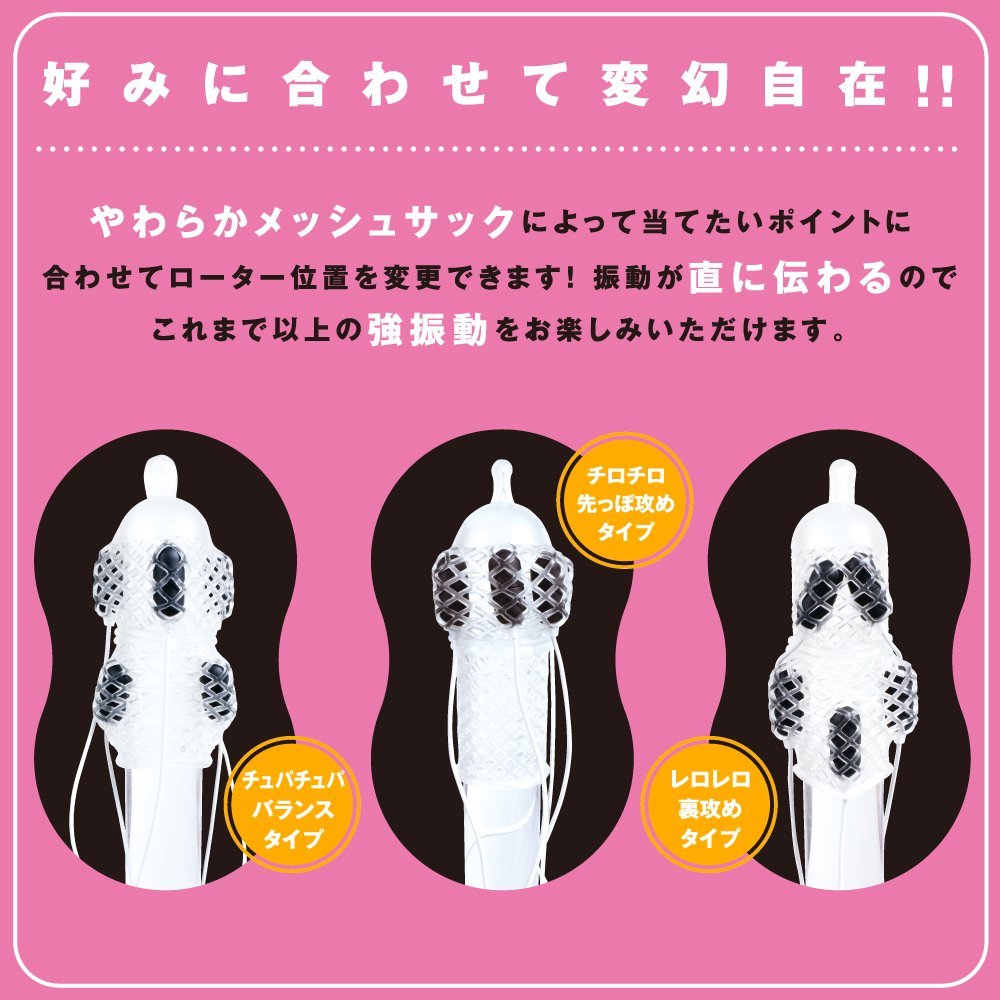 好みに合わせて変幻自在!!
やわらかメッシュサックによって当てたいポイントに
合わせてローター位置を変更できます! 振動が直に伝わるので
これまで以上の強振動をお楽しみいただけます。
チロチロ
先っぽ攻め
タイプ
チュパチュパ
バランス
タイプ
レロレロ
裏攻め
タイプ